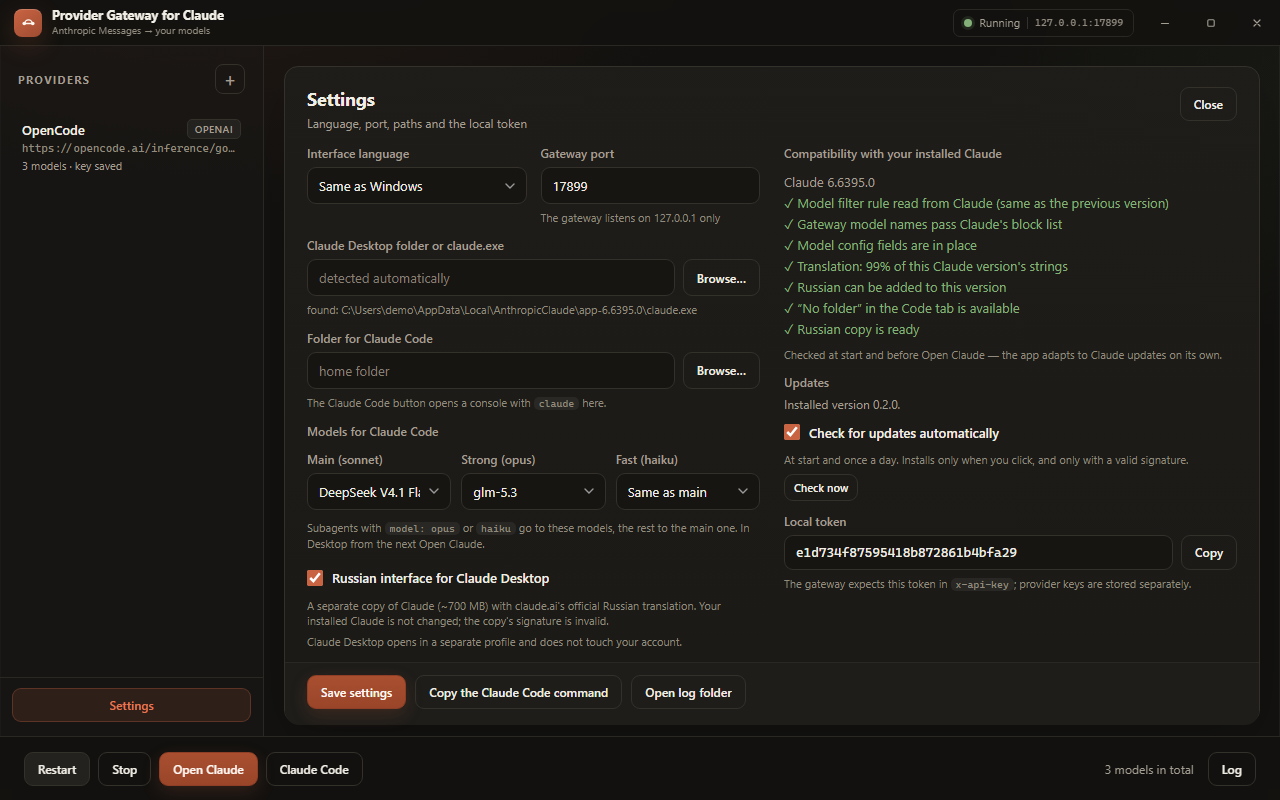 Provider Gateway for Claude
Anthropic Messages → your models
Running
127.0.0.1:17899
PROVIDERS
+
OpenCode
OPENAI
https://opencode.ai/inference/go…
3 models · key saved
Settings
Settings
Language, port, paths and the local token
Close
Interface language
Same as Windows
Gateway port
17899
The gateway listens on 127.0.0.1 only
Claude Desktop folder or claude.exe
detected automatically
Browse...
found: C:\Users\demo\AppData\Local\AnthropicClaude\app-6.6395.0\claude.exe
Folder for Claude Code
home folder
Browse...
The Claude Code button opens a console with claude here.
Models for Claude Code
Main (sonnet)
Strong (opus)
Fast (haiku)
DeepSeek V4.1 Fla
glm-5.3
Same as main
Subagents with model: opus or haiku go to these models, the rest to the main one. In
Desktop from the next Open Claude.
Russian interface for Claude Desktop
A separate copy of Claude (~700 MB) with claude.ai's official Russian translation. Your
installed Claude is not changed; the copy's signature is invalid.
Claude Desktop opens in a separate profile and does not touch your account.
Compatibility with your installed Claude
Claude 6.6395.0
✓ Model filter rule read from Claude (same as the previous version)
✓ Gateway model names pass Claude's block list
✓ Model config fields are in place
✓ Translation: 99% of this Claude version's strings
✓ Russian can be added to this version
✓ "No folder" in the Code tab is available
✓ Russian copy is ready
Checked at start and before Open Claude — the app adapts to Claude updates on its own.
Updates
Installed version 0.2.0.
Check for updates automatically
At start and once a day. Installs only when you click, and only with a valid signature.
Check now
Local token
e1d734f87595418b872861b4bfa29
Copy
The gateway expects this token in x-api-key; provider keys are stored separately.
Save settings
Copy the Claude Code command
Open log folder
Restart
Stop
Open Claude
Claude Code
3 models in total
Log